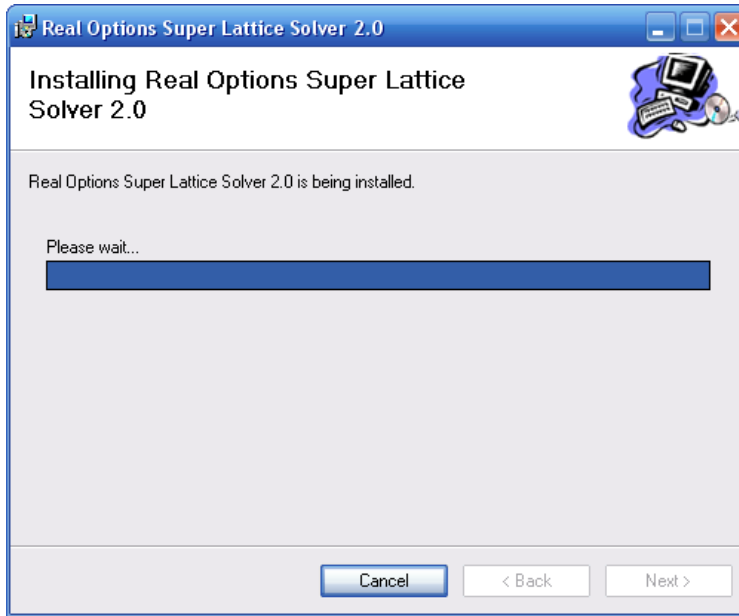 Real Options Super Lattice Solver 2.0
Installing Real Options Super Lattice
Solver 2.0
Real Options Super Lattice Solver 2.0 is being installed.
Please wait...
Cancel
< Back
Next >